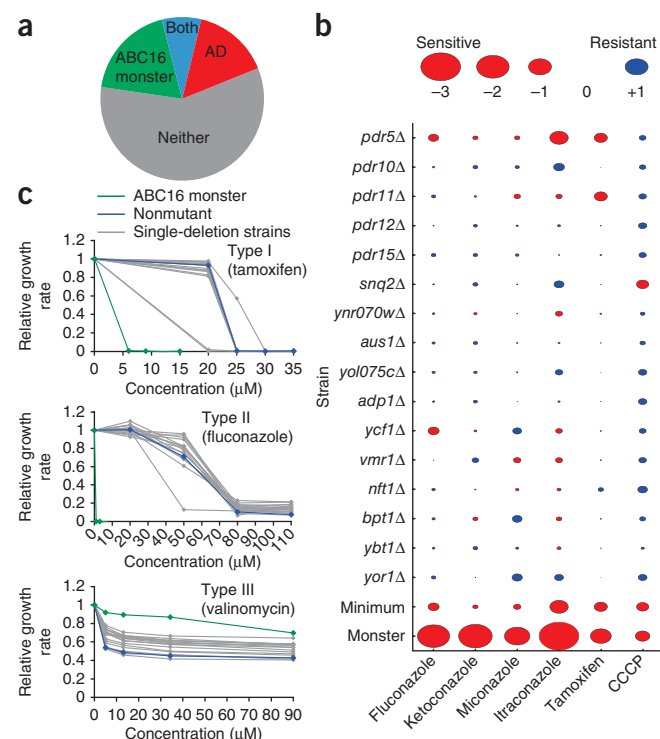 a
Both
AD
ABC16
monster
Neither
b
Sensitive
Resistant
–3
–2
–1
0
+1
Strain
pdr5Δ
pdr10Δ
pdr11Δ
pdr12Δ
pdr15Δ
snq2Δ
ynr070wΔ
aus1Δ
yol075cΔ
adp1Δ
ycf1Δ
vmr1Δ
nft1Δ
bpt1Δ
ybt1Δ
yor1Δ
Minimum
Monster
Fluconazole
Ketoconazole
Miconazole
Itraconazole
Tamoxifen
CCCP
c
ABC16 monster
Nonmutant
Single-deletion strains
Type I
(tamoxifen)
Relative growth
rate
1.2
1
0.8
0.6
0.4
0.2
0
0 5 10 15 20 25 30 35
Concentration (μM)
Type II
(fluconazole)
Relative growth
rate
1.2
1
0.8
0.6
0.4
0.2
0
0 10 20 30 40 50 60 70 80 90 100 110
Concentration (μM)
Type III
(valinomycin)
Relative growth
rate
1.2
1
0.8
0.6
0.4
0.2
0
0 10 20 30 40 50 60 70 80 90
Concentration (μM)